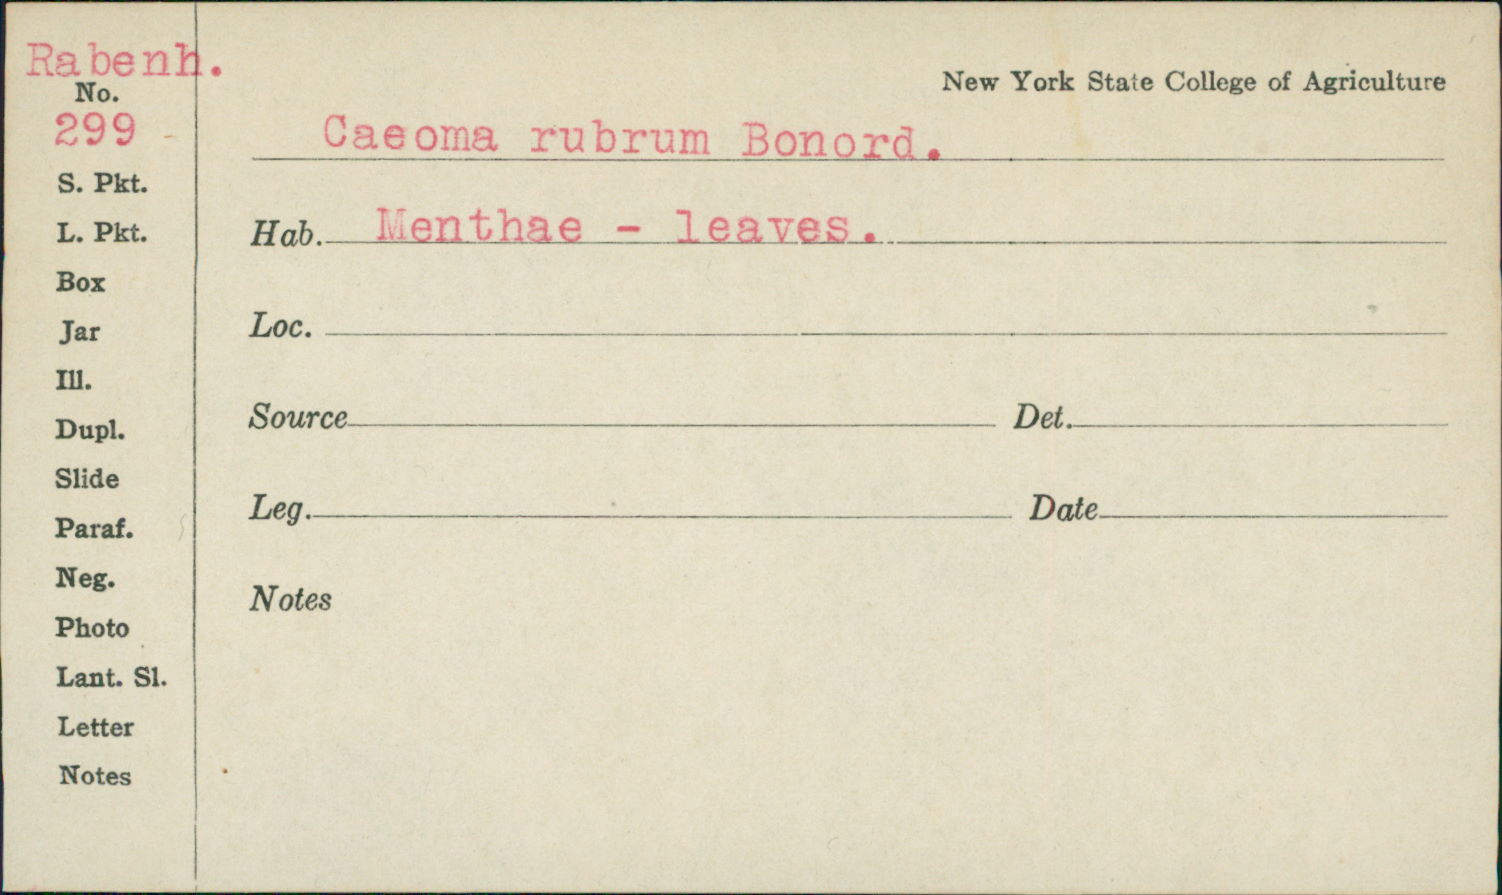 Rabenh.
No.
299
New York State College of Agriculture
Caeoma rubrum Bonord.
Hab. Menthae - leaves.
Loc.
Source Det.
Leg. Date
Notes
S. Pkt.
L. Pkt.
Box
Jar
Ill.
Dupl.
Slide
Paraf.
Neg.
Photo
Lant. Sl.
Letter
Notes